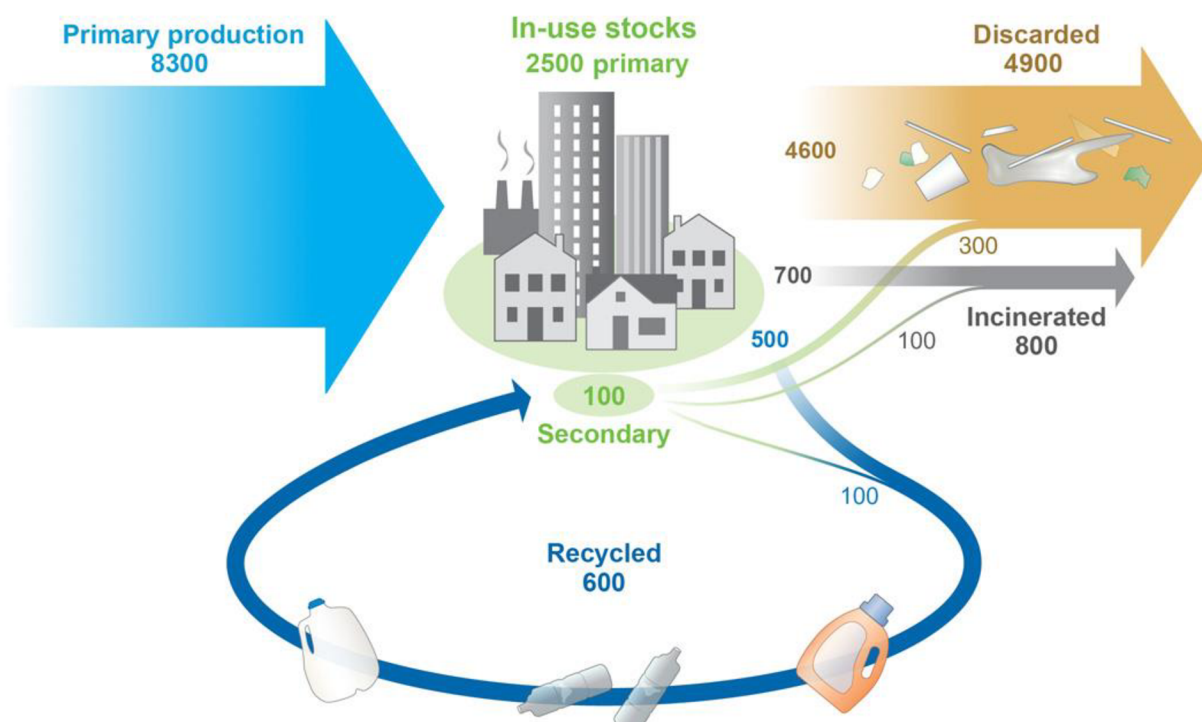 Primary production
8300
In-use stocks
2500 primary
Discarded
4900
4600
300
700
Incinerated
800
500
100
100
Secondary
100
Recycled
600